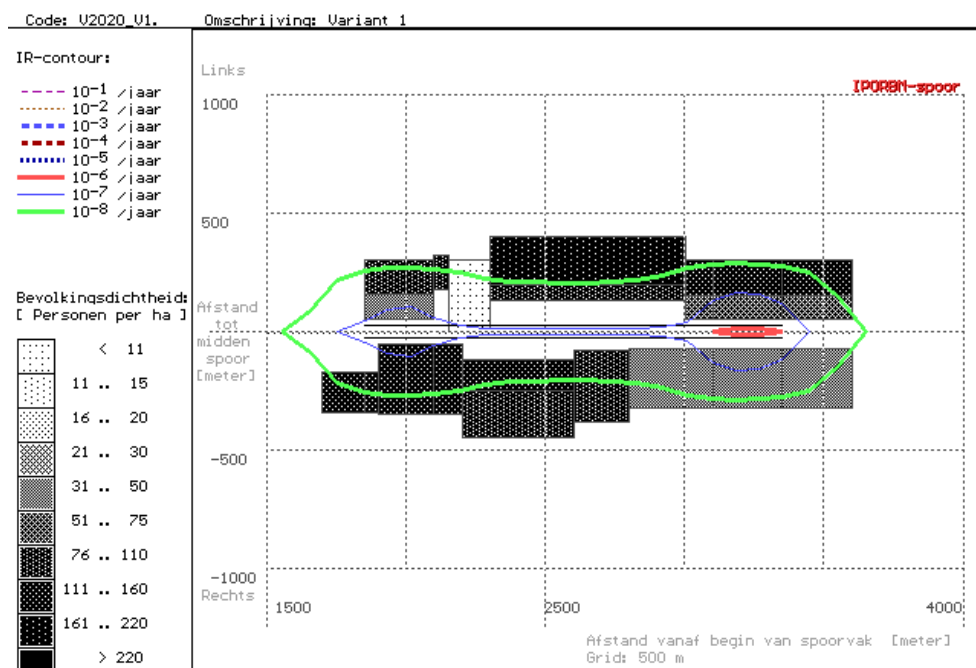 Code: V2020_V1. Omschrijving: Variant 1
IR-contour:
10-1 /jaar
10-2 /jaar
10-3 /jaar
10-4 /jaar
10-5 /jaar
10-6 /jaar
10-7 /jaar
10-8 /jaar
Bevolkingsdichtheid:
[ Personen per ha ]
< 11
11 .. 15
16 .. 20
21 .. 30
31 .. 50
51 .. 75
76 .. 110
111 .. 160
161 .. 220
> 220
Links
1000
IPORBM-spoor
500
Afstand
tot
midden
spoor
[meter]
-500
-1000
Rechts
1500 2500 4000
Afstand vanaf begin van spoorvak [meter]
Grid: 500 m